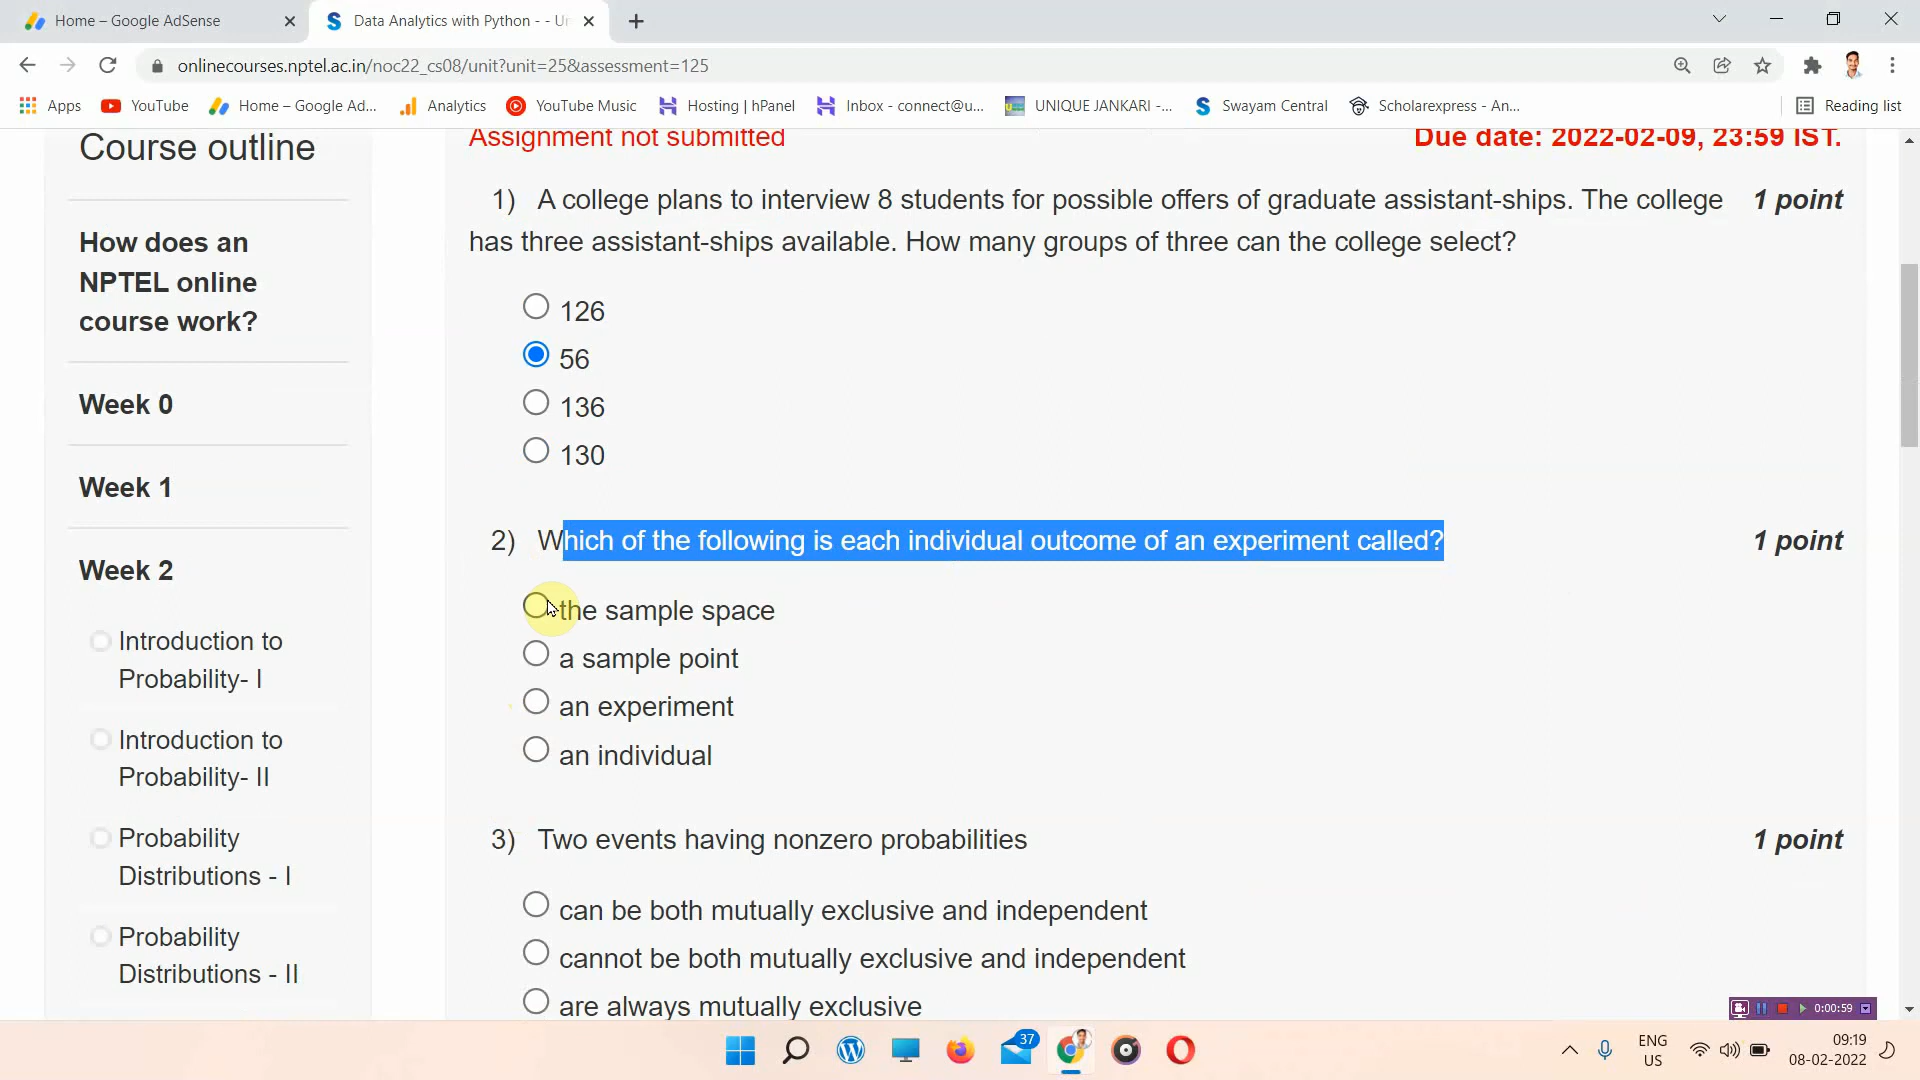 Home – Google AdSense
Data Analytics with Python - - Un
onlinecourses.nptel.ac.in/noc22_cs08/unit?unit=25&assessment=125
Apps
YouTube
Home – Google Ad...
Analytics
YouTube Music
Hosting | hPanel
Inbox - connect@u...
UNIQUE JANKARI -...
Swayam Central
Scholarexpress - An...
Reading list
Course outline
How does an
NPTEL online
course work?
Week 0
Week 1
Week 2
Introduction to
Probability- I
Introduction to
Probability- II
Probability
Distributions - I
Probability
Distributions - II
Assignment not submitted
Due date: 2022-02-09, 23:59 IST.
1) A college plans to interview 8 students for possible offers of graduate assistant-ships. The college 1 point
has three assistant-ships available. How many groups of three can the college select?
126
56
136
130
2) Which of the following is each individual outcome of an experiment called? 1 point
the sample space
a sample point
an experiment
an individual
3) Two events having nonzero probabilities 1 point
can be both mutually exclusive and independent
cannot be both mutually exclusive and independent
are always mutually exclusive
0:00:59
37
ENG
US
09:19
08-02-2022